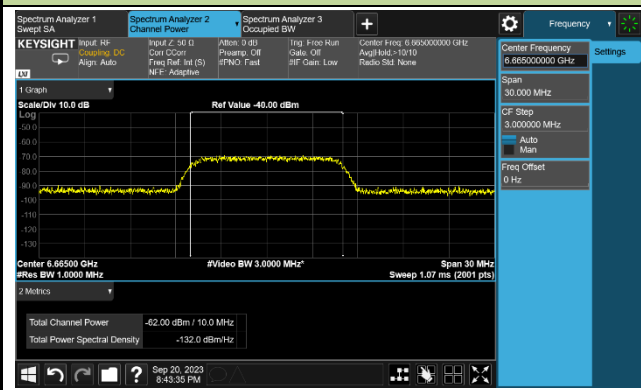 Spectrum Analyzer 1
Swept SA
Spectrum Analyzer 2
Channel Power
Spectrum Analyzer 3
Occupied BW
Frequency
KEYSIGHT
Input: RF
Coupling: DC
Align: Auto
Input Z: 50 Ω
Corr CCorr
Freq Ref: Int (S)
NFE: Adaptive
Atten: 0 dB
Preamp: Off
#PNO: Fast
Trig: Free Run
Gate: Off
#IF Gain: Low
Center Freq: 6.665000000 GHz
Avg|Hold:>10/10
Radio Std: None
LXI
Center Frequency
6.665000000 GHz
Settings
Span
30.000 MHz
CF Step
3.000000 MHz
Auto
Man
Freq Offset
0 Hz
1 Graph
Scale/Div 10.0 dB
Ref Value -40.00 dBm
Log
-50.0
-60.0
-70.0
-80.0
-90.0
-100
-110
-120
-130
Center 6.66500 GHz
#Video BW 3.0000 MHz*
Span 30 MHz
#Res BW 1.0000 MHz
Sweep 1.07 ms (2001 pts)
2 Metrics
Total Channel Power
-62.00 dBm / 10.0 MHz
Total Power Spectral Density
-132.0 dBm/Hz
?
Sep 20, 2023
8:43:35 PM